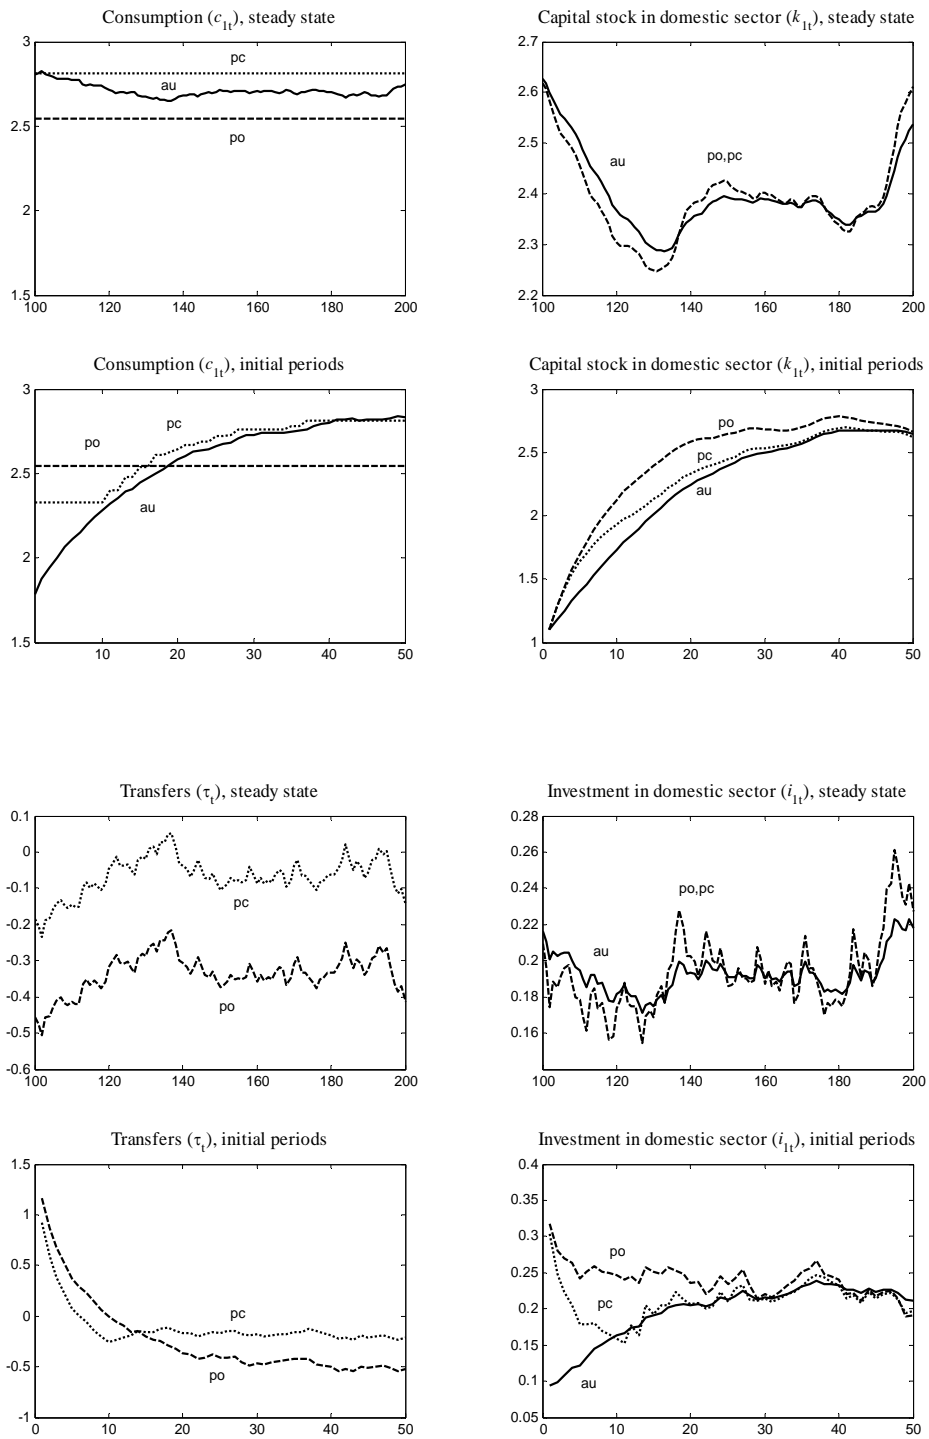 Consumption (c1t), steady state
3
2.5
2
1.5
100 120 140 160 180 200
pc
au
po
Capital stock in domestic sector (k1t), steady state
2.7
2.6
2.5
2.4
2.3
2.2
100 120 140 160 180 200
au
po,pc
Consumption (c1t), initial periods
3
2.5
2
1.5
10 20 30 40 50
pc
po
au
Capital stock in domestic sector (k1t), initial periods
3
2.5
2
1.5
1
0 10 20 30 40 50
po
pc
au
Transfers (τt), steady state
0.1
0
-0.1
-0.2
-0.3
-0.4
-0.5
-0.6
100 120 140 160 180 200
pc
po
Investment in domestic sector (i1t), steady state
0.28
0.26
0.24
0.22
0.2
0.18
0.16
100 120 140 160 180 200
po,pc
au
Transfers (τt), initial periods
1.5
1
0.5
0
-0.5
-1
0 10 20 30 40 50
pc
po
Investment in domestic sector (i1t), initial periods
0.4
0.35
0.3
0.25
0.2
0.15
0.1
0.05
0 10 20 30 40 50
po
pc
au